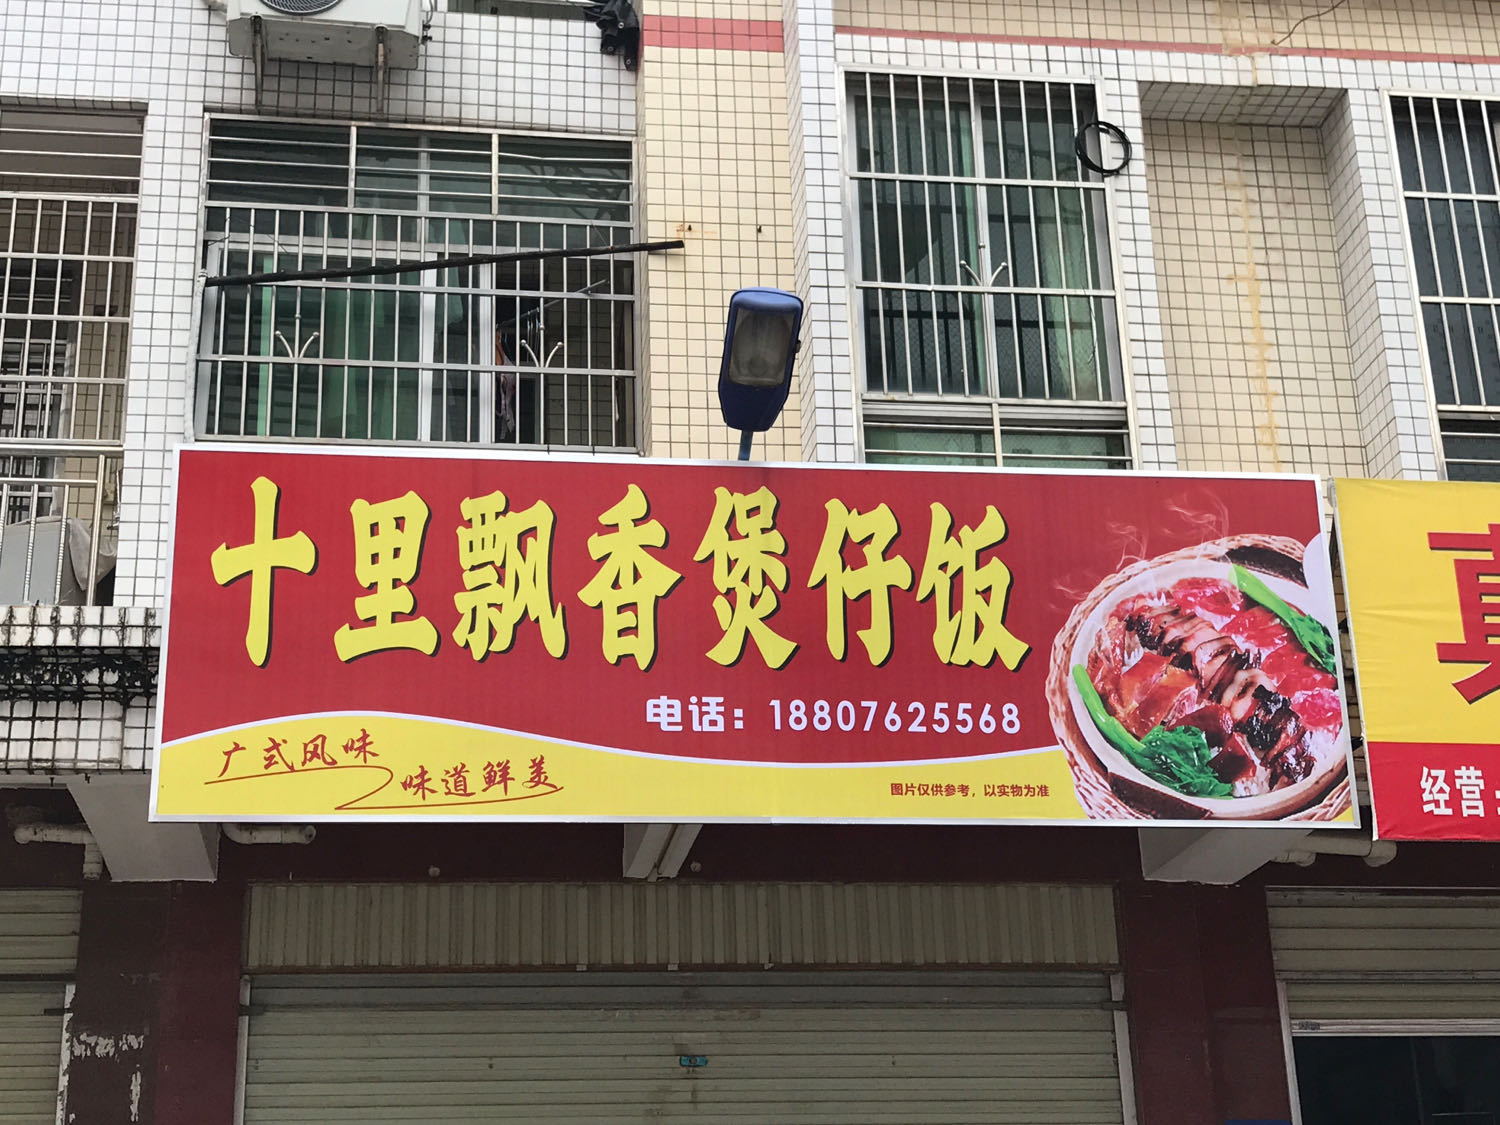 十里飘香煲仔饭
电话：18807625568
广式风味
味道鲜美
图片仅供参考，以实物为准
真
经营